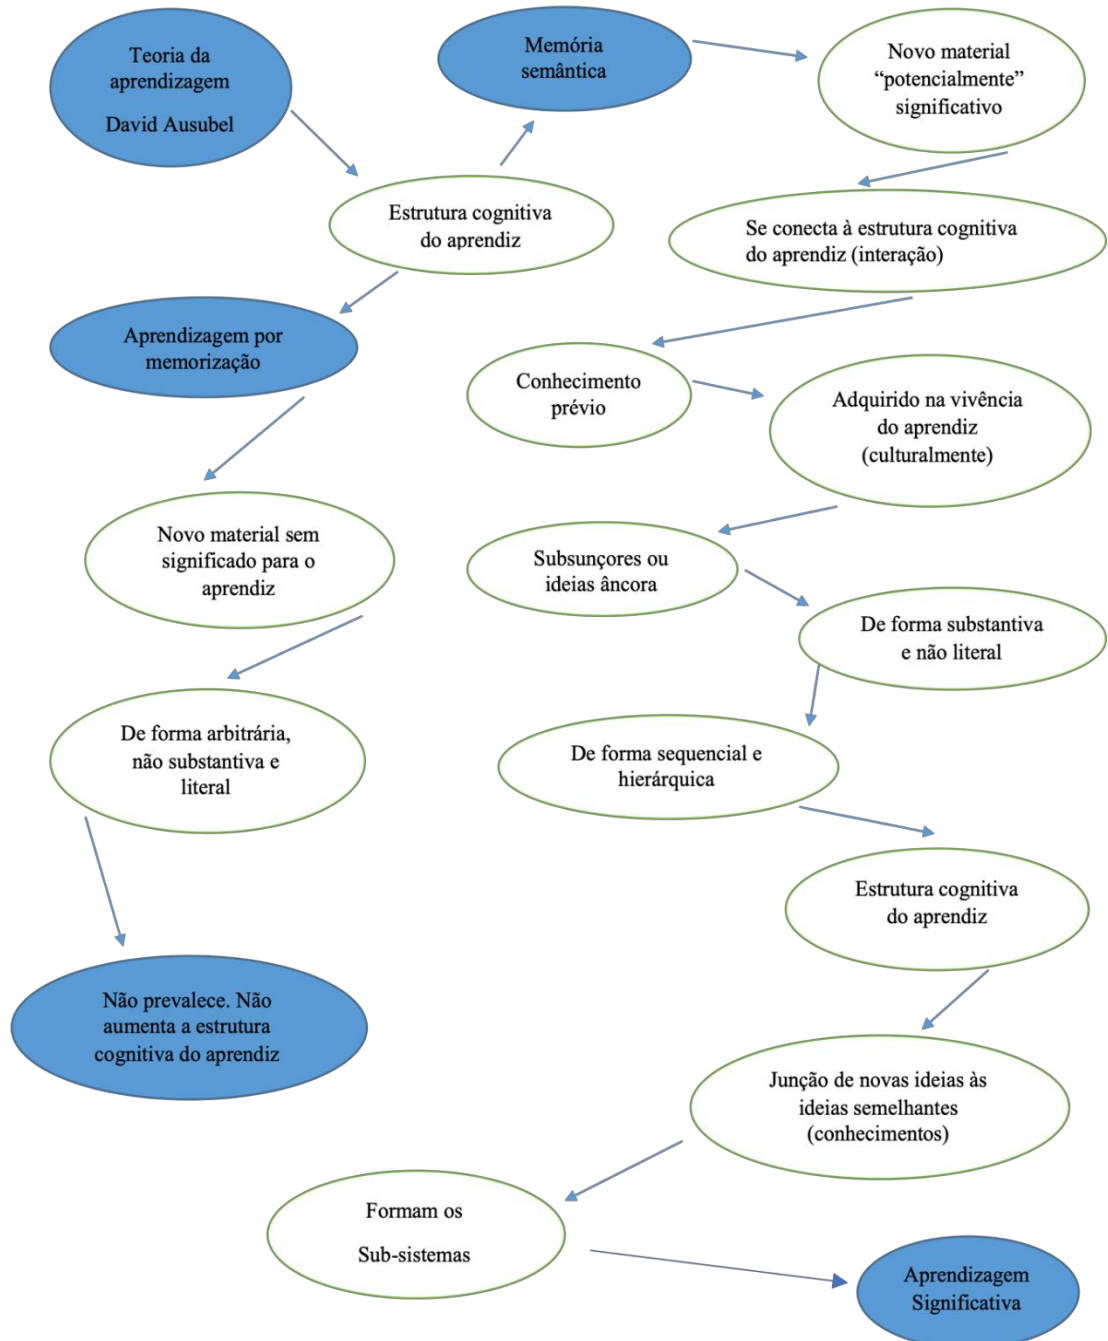 Teoria da
aprendizagem
David Ausubel
Memória
semântica
Novo material
“potencialmente”
significativo
Estrutura cognitiva
do aprendiz
Se conecta à estrutura cognitiva
do aprendiz (interação)
Aprendizagem por
memorização
Conhecimento
prévio
Adquirido na vivência
do aprendiz
(culturalmente)
Novo material sem
significado para o
aprendiz
Subsunçores ou
ideias âncora
De forma substantiva
e não literal
De forma arbitrária,
não substantiva e
literal
De forma sequencial e
hierárquica
Estrutura cognitiva
do aprendiz
Não prevalece. Não
aumenta a estrutura
cognitiva do aprendiz
Junção de novas ideias às
ideias semelhantes
(conhecimentos)
Formam os
Sub-sistemas
Aprendizagem
Significativa